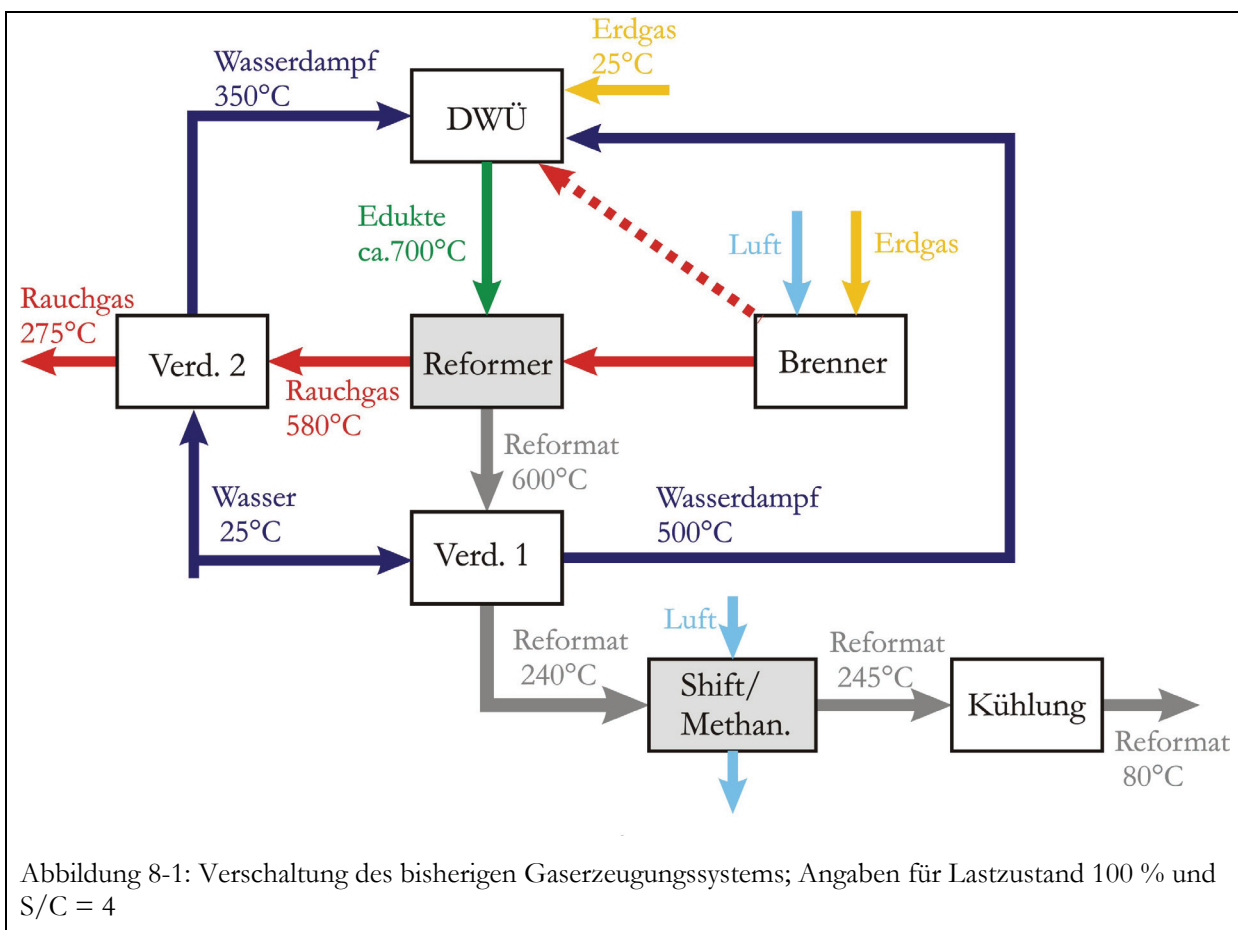 Erdgas
25°C
Wasserdampf
350°C
DWÜ
Edukte
ca.700°C
Luft
Erdgas
Rauchgas
275°C
Verd. 2
Reformer
Brenner
Rauchgas
580°C
Reformat
600°C
Wasser
25°C
Wasserdampf
500°C
Verd. 1
Luft
Reformat
240°C
Reformat
245°C
Shift/
Methan.
Kühlung
Reformat
80°C
Abbildung 8-1: Verschaltung des bisherigen Gaserzeugungssystems; Angaben für Lastzustand 100 % und
S/C = 4